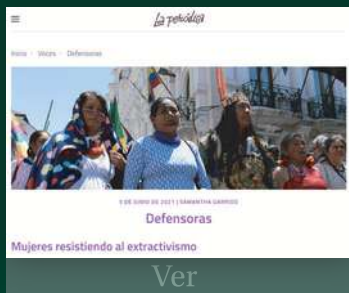 La periódica
Inicio Voces Defensoras
5 DE JUNIO DE 2021 | SAMANTHA GARRIDO
Defensoras
Mujeres resistiendo al extractivismo
Ver